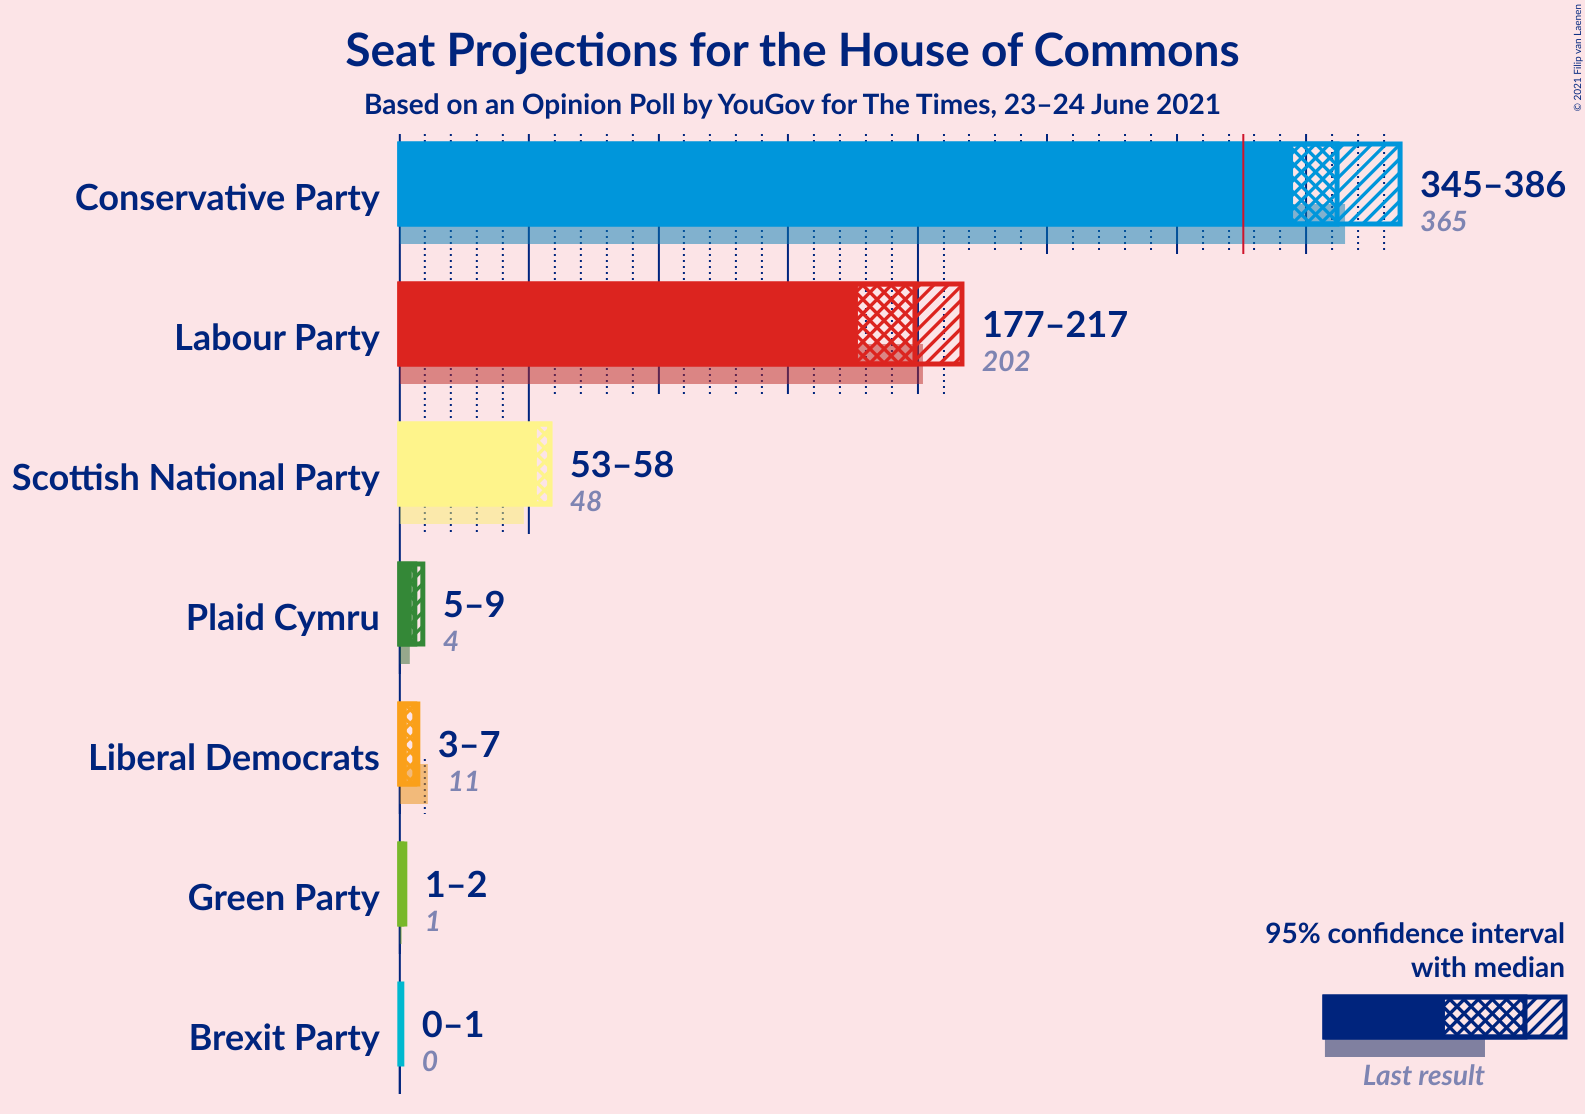 Seat Projections for the House of Commons
Based on an Opinion Poll by YouGov for The Times, 23–24 June 2021
© 2021 Filip van Laenen
Conservative Party
345–386
365
Labour Party
177–217
202
Scottish National Party
53–58
48
Plaid Cymru
5–9
4
Liberal Democrats
3–7
11
Green Party
1–2
1
Brexit Party
0–1
0
95% confidence interval
with median
Last result